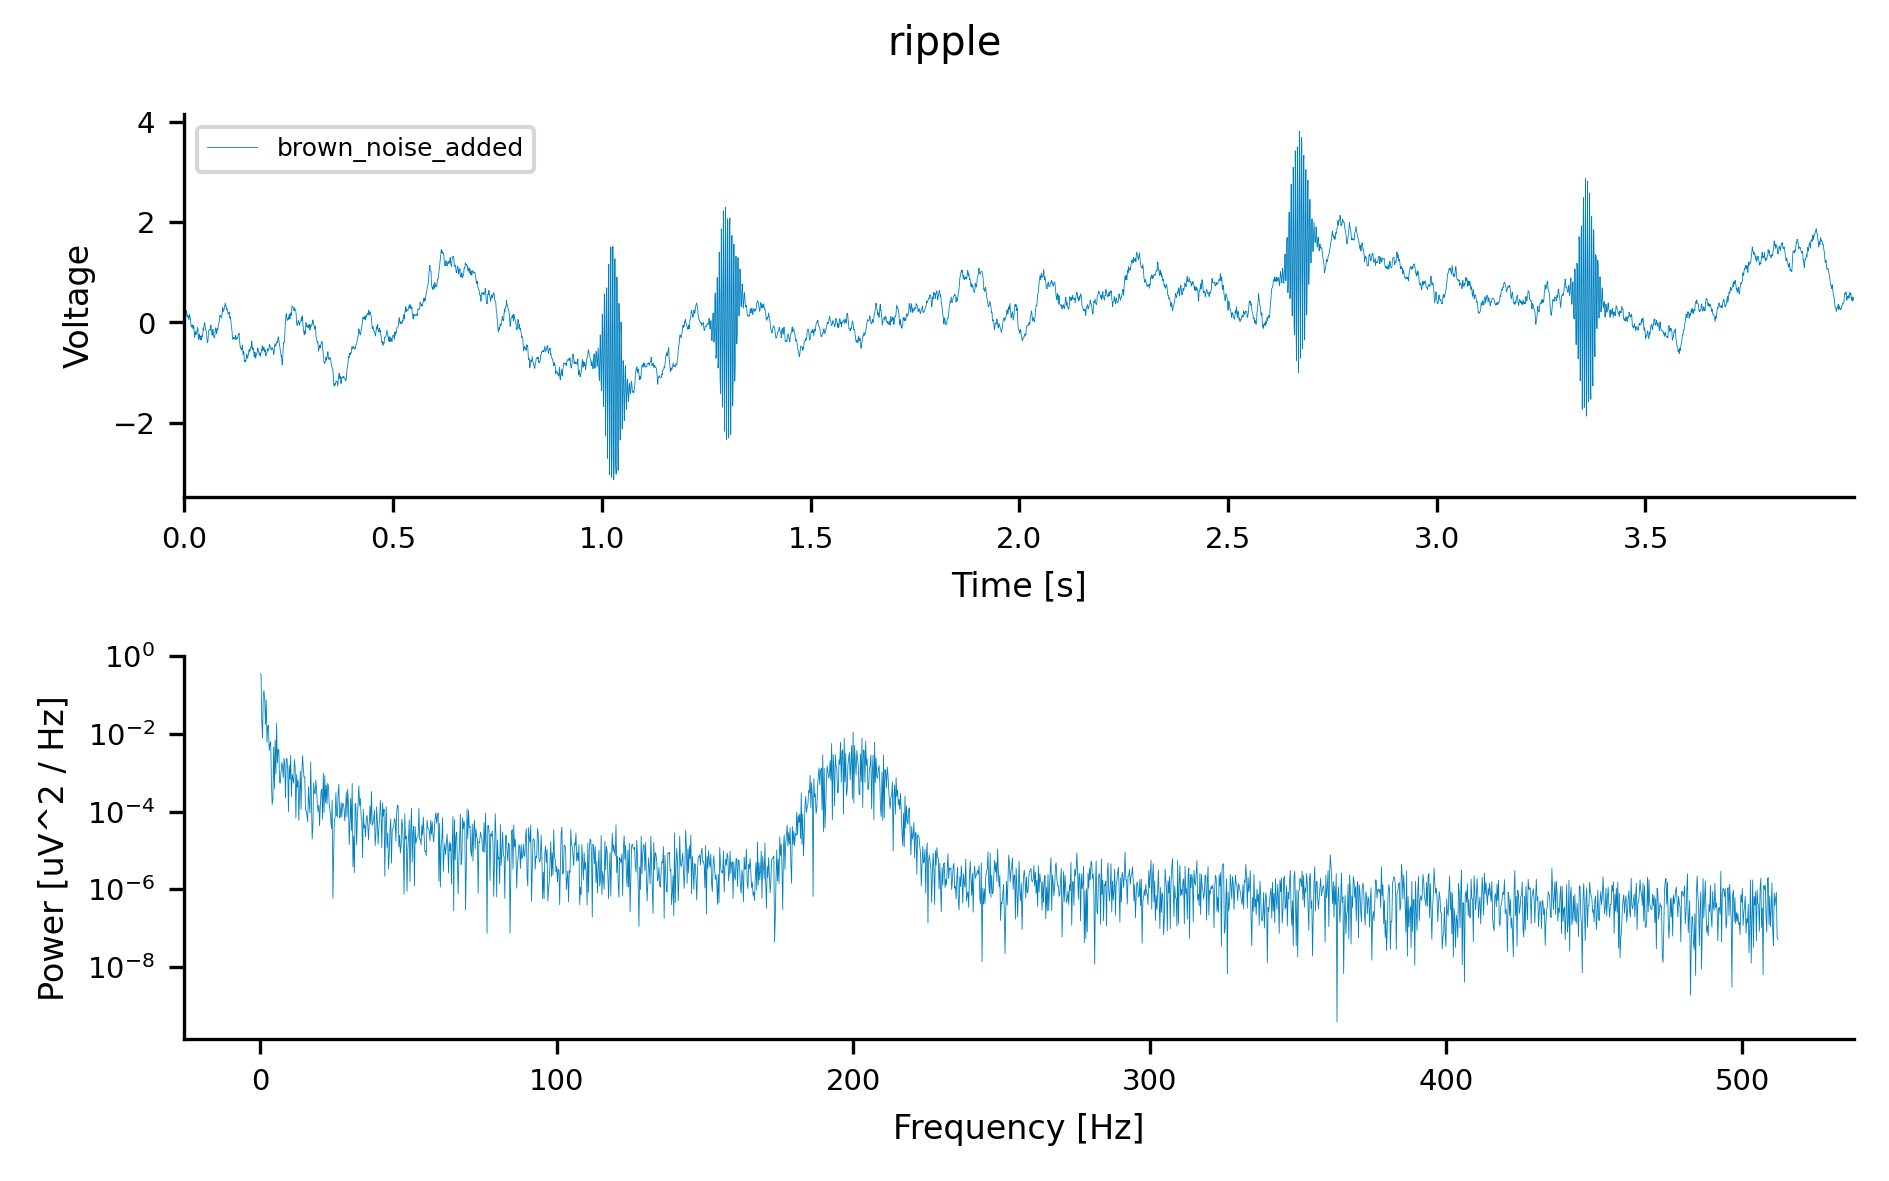 ripple
brown_noise_added
Voltage
4
2
0
−2
0.0 0.5 1.0 1.5 2.0 2.5 3.0 3.5
Time [s]
Power [uV^2 / Hz]
10⁰
10⁻²
10⁻⁴
10⁻⁶
10⁻⁸
0 100 200 300 400 500
Frequency [Hz]